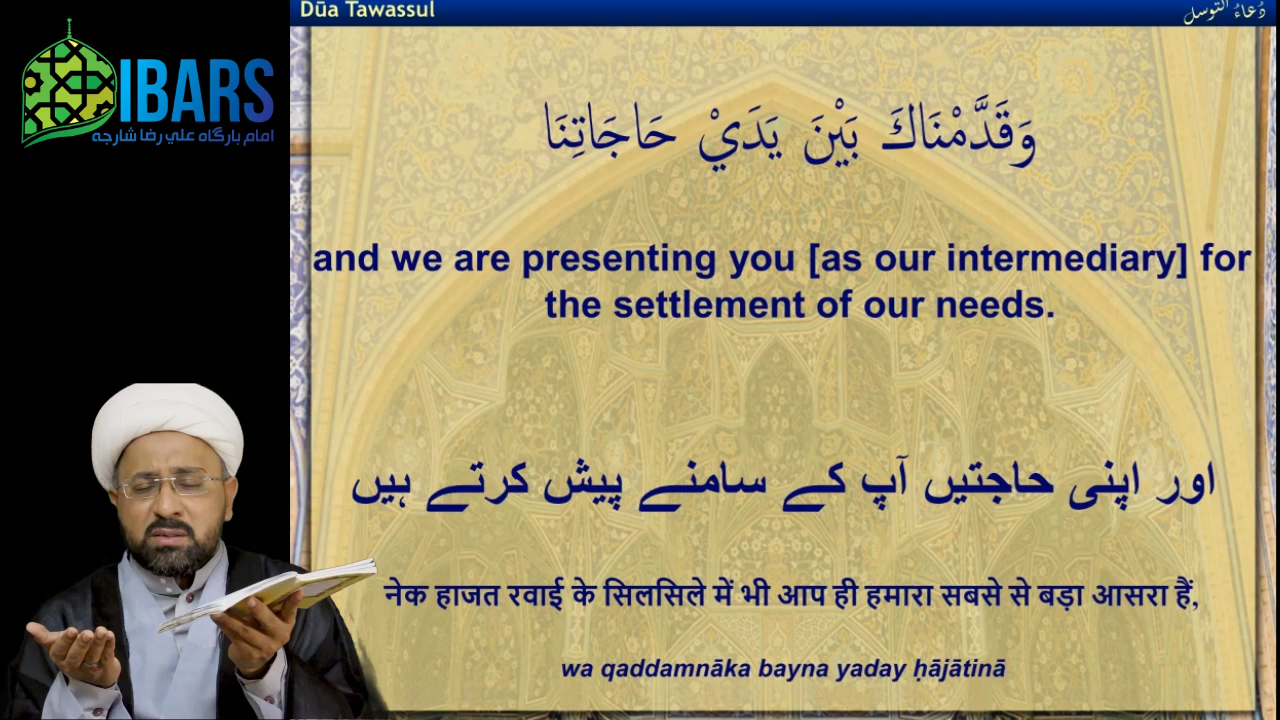 Dūa Tawassul
دُعاءُ التوسل
IBARS
امام بارگاه علي رضا شارجه
وَقَدَّمْنَاكَ بَيْنَ يَدَيْ حَاجَاتِنَا
and we are presenting you [as our intermediary] for
the settlement of our needs.
اور اپنی حاجتیں آپ کے سامنے پیش کرتے ہیں
नेक हाजत रवाई के सिलसिले में भी आप ही हमारा सबसे से बड़ा आसरा हैं,
wa qaddamnāka bayna yaday ḥājātinā